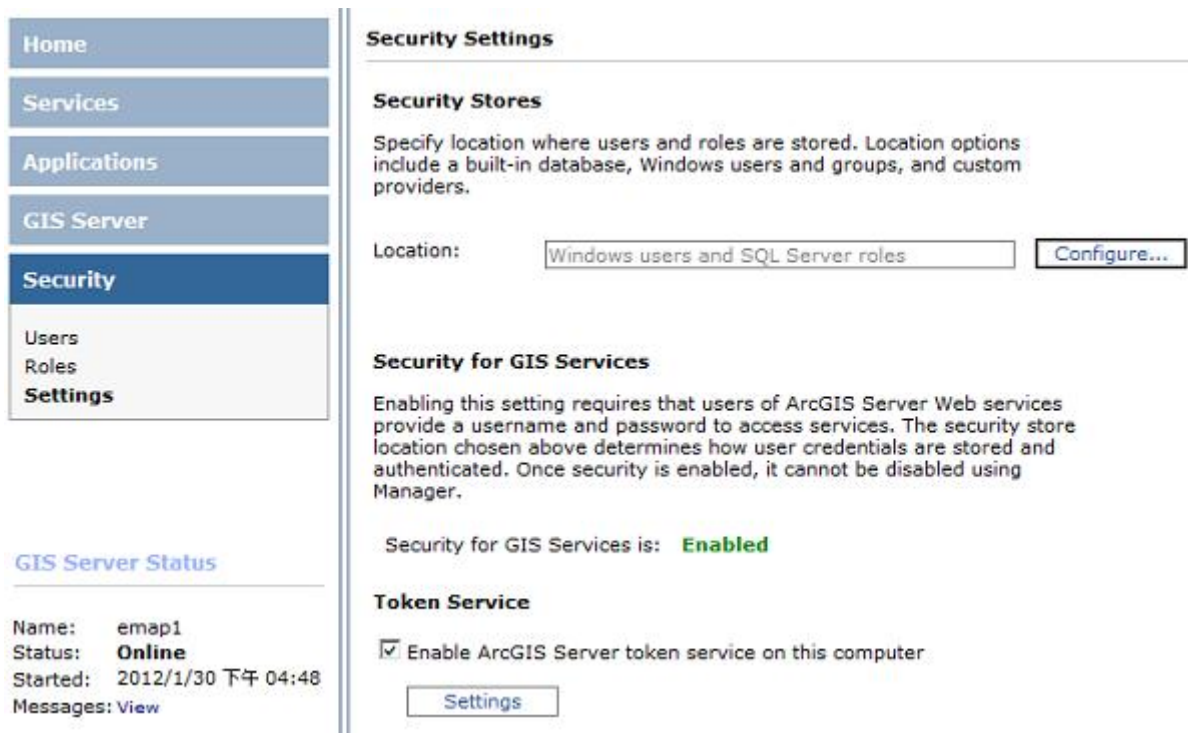 Home
Services
Applications
GIS Server
Security
Users
Roles
Settings
GIS Server Status
Name: emap1
Status: Online
Started: 2012/1/30 下午 04:48
Messages: View
Security Settings
Security Stores
Specify location where users and roles are stored. Location options
include a built-in database, Windows users and groups, and custom
providers.
Location: Windows users and SQL Server roles Configure...
Security for GIS Services
Enabling this setting requires that users of ArcGIS Server Web services
provide a username and password to access services. The security store
location chosen above determines how user credentials are stored and
authenticated. Once security is enabled, it cannot be disabled using
Manager.
Security for GIS Services is: Enabled
Token Service
Enable ArcGIS Server token service on this computer
Settings